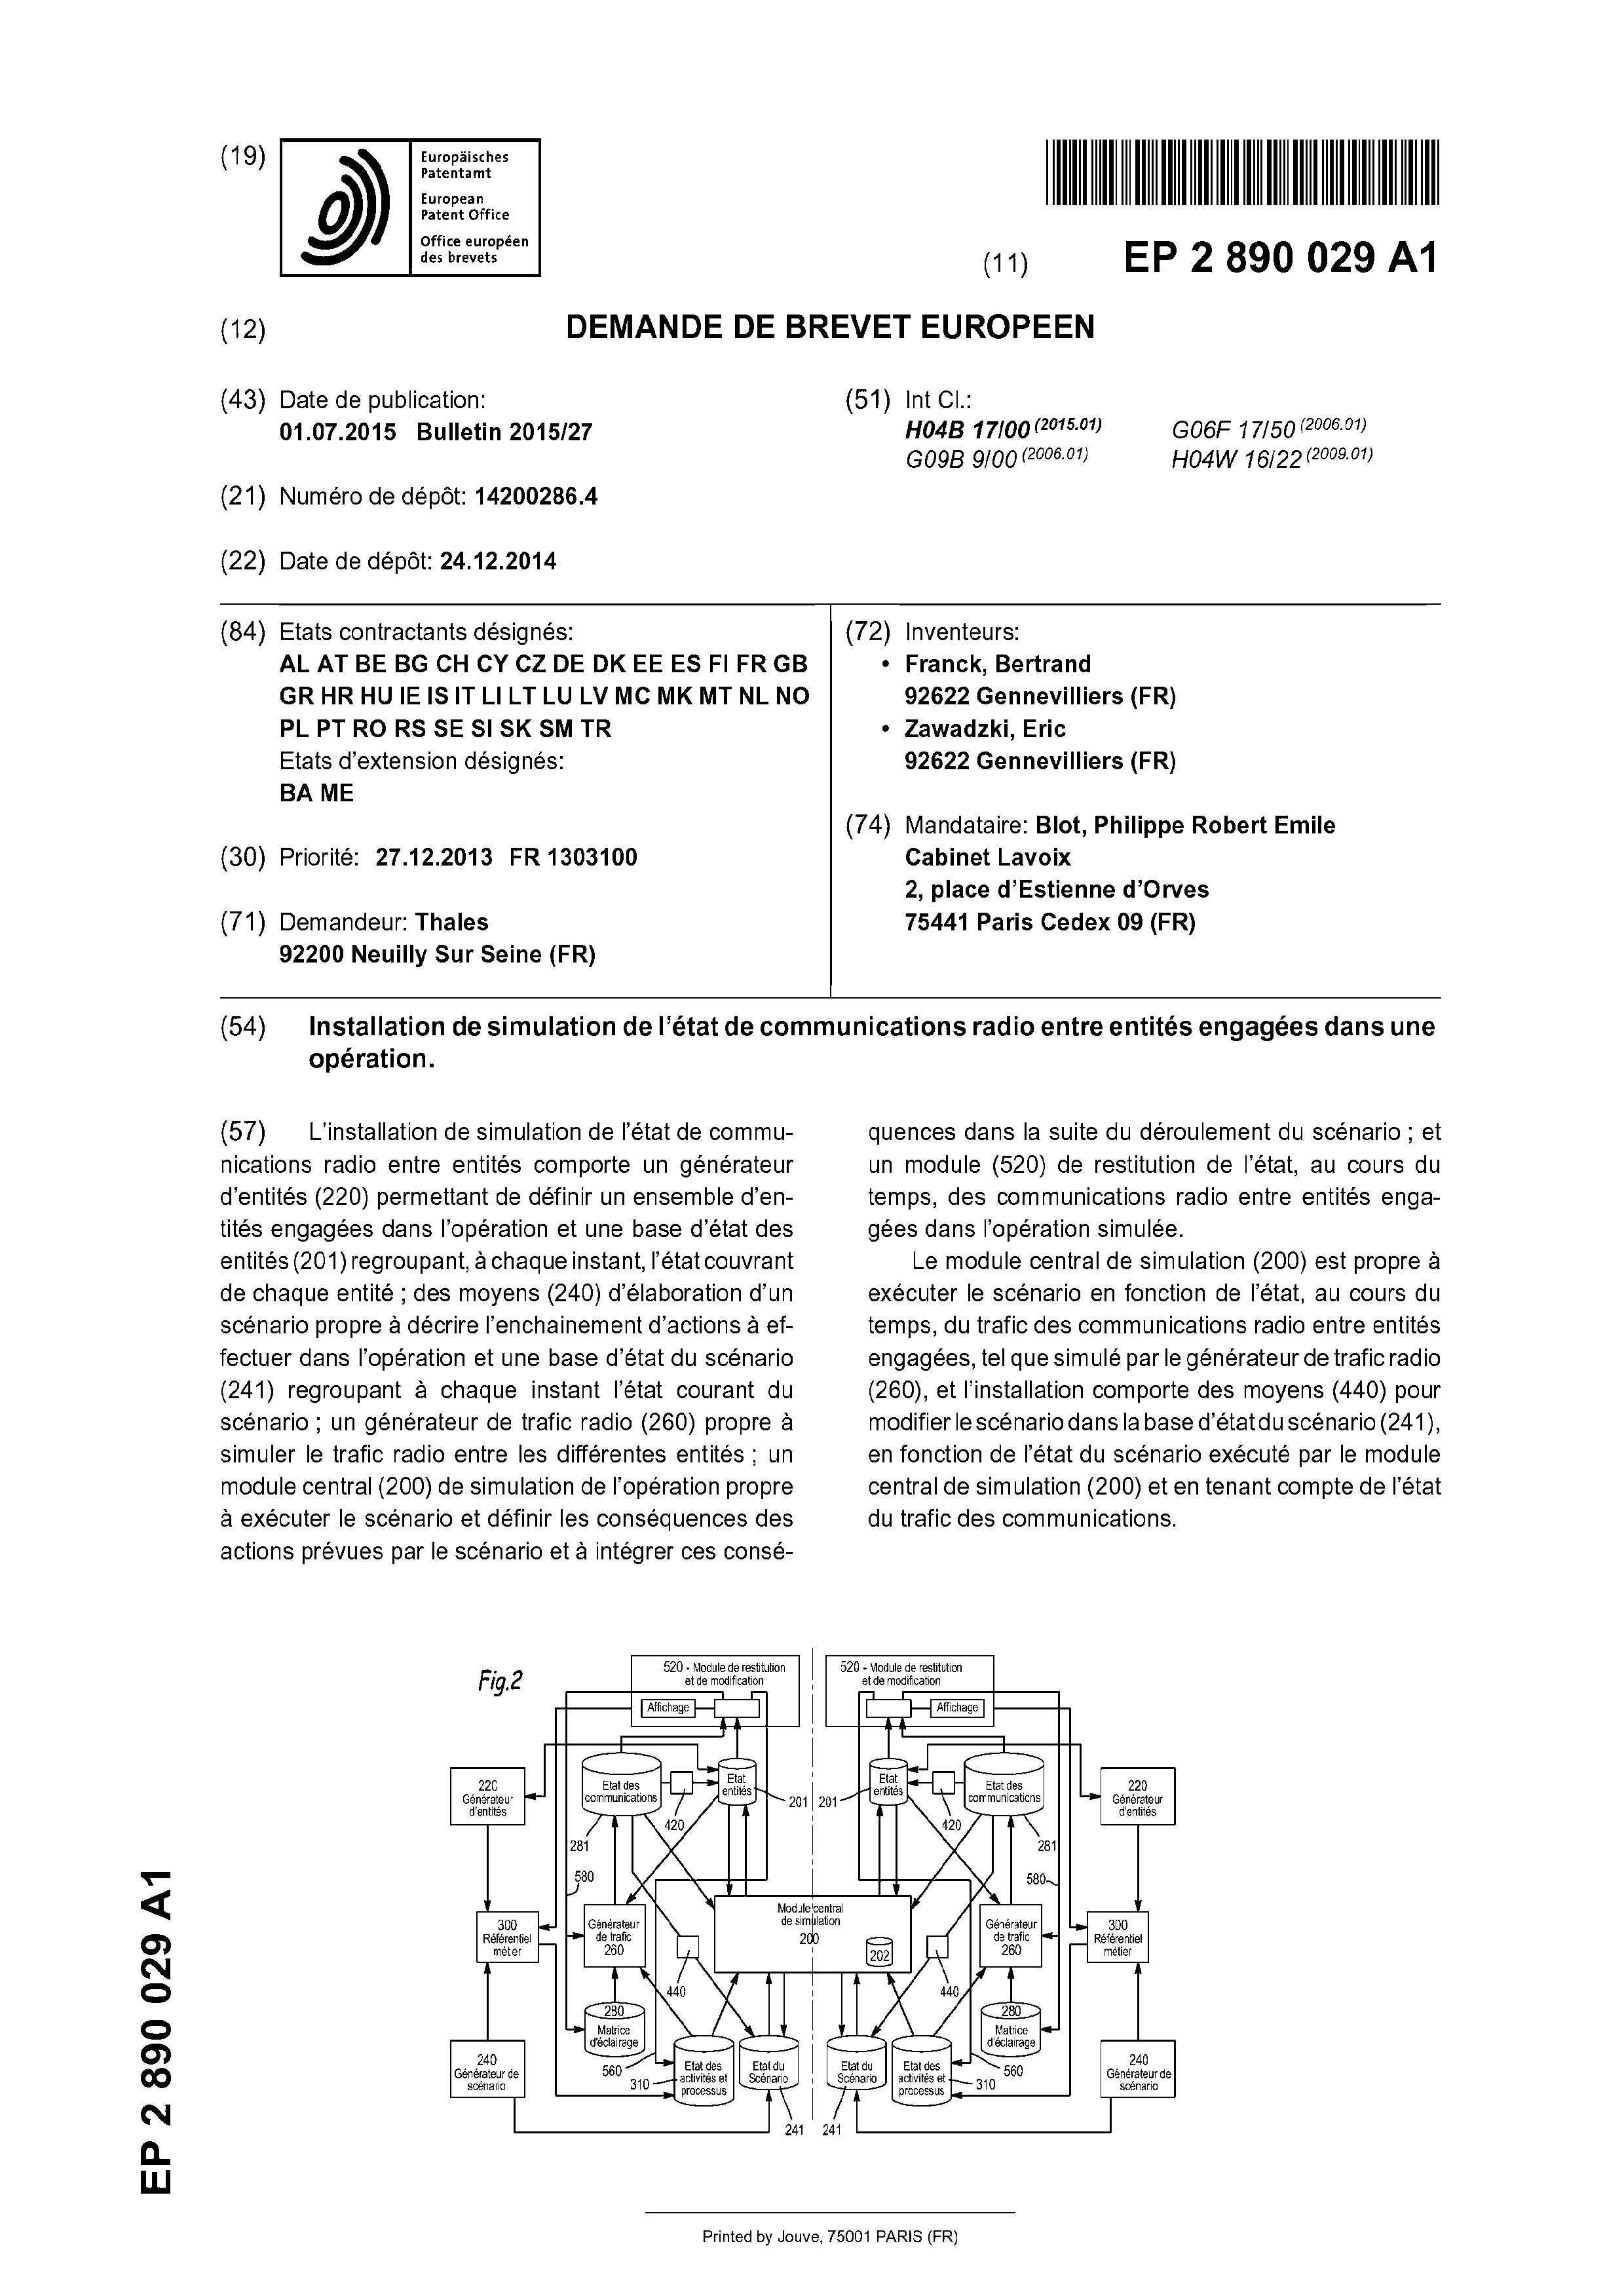 (19)
Europäisches
Patentamt
European
Patent Office
Office européen
des brevets
(11) EP 2 890 029 A1
(12) DEMANDE DE BREVET EUROPEEN
(43) Date de publication:
01.07.2015 Bulletin 2015/27
(21) Numéro de dépôt: 14200286.4
(22) Date de dépôt: 24.12.2014
(51) Int Cl.:
H04B 17/00 (2015.01) G06F 17/50 (2006.01)
G09B 9/00 (2006.01) H04W 16/22 (2009.01)
(84) Etats contractants désignés:
AL AT BE BG CH CY CZ DE DK EE ES FI FR GB
GR HR HU IE IS IT LI LT LU LV MC MK MT NL NO
PL PT RO RS SE SI SK SM TR
Etats d'extension désignés:
BA ME
(30) Priorité: 27.12.2013 FR 1303100
(71) Demandeur: Thales
92200 Neuilly Sur Seine (FR)
(72) Inventeurs:
• Franck, Bertrand
92622 Gennevilliers (FR)
• Zawadzki, Eric
92622 Gennevilliers (FR)
(74) Mandataire: Blot, Philippe Robert Emile
Cabinet Lavoix
2, place d'Estienne d'Orves
75441 Paris Cedex 09 (FR)
(54) Installation de simulation de l'état de communications radio entre entités engagées dans une
opération.
(57) L'installation de simulation de l'état de commu-
nications radio entre entités comporte un générateur
d'entités (220) permettant de définir un ensemble d'en-
tités engagées dans l'opération et une base d'état des
entités (201) regroupant, à chaque instant, l'état couvrant
de chaque entité ; des moyens (240) d'élaboration d'un
scénario propre à décrire l'enchainement d'actions à ef-
fectuer dans l'opération et une base d'état du scénario
(241) regroupant à chaque instant l'état courant du
scénario ; un générateur de trafic radio (260) propre à
simuler le trafic radio entre les différentes entités ; un
module central (200) de simulation de l'opération propre
à exécuter le scénario et définir les conséquences des
actions prévues par le scénario et à intégrer ces consé-
quences dans la suite du déroulement du scénario ; et
un module (520) de restitution de l'état, au cours du
temps, des communications radio entre entités enga-
gées dans l'opération simulée.
Le module central de simulation (200) est propre à
exécuter le scénario en fonction de l'état, au cours du
temps, du trafic des communications radio entre entités
engagées, tel que simulé par le générateur de trafic radio
(260), et l'installation comporte des moyens (440) pour
modifier le scénario dans la base d'état du scénario (241),
en fonction de l'état du scénario exécuté par le module
central de simulation (200) et en tenant compte de l'état
du trafic des communications.
Fig.2
520 - Module de restitution
et de modification
Affichage
520 - Module de restitution
et de modification
Affichage
220
Générateur
d'entités
Etat des
communications
Etat
entités
201
201
Etat
entités
Etat des
communications
220
Générateur
d'entités
420
420
281
281
580
580
300
Référentiel
métier
Générateur
de trafic
260
Module central
de simulation
200
202
Générateur
de trafic
260
300
Référentiel
métier
440
440
280
Matrice
d'éclairage
280
Matrice
d'éclairage
240
Générateur de
scénario
560
310
Etat des
activités et
processus
Etat du
Scénario
Etat du
Scénario
Etat des
activités et
processus
560
310
240
Générateur de
scénario
241
241
EP 2 890 029 A1
Printed by Jouve, 75001 PARIS (FR)